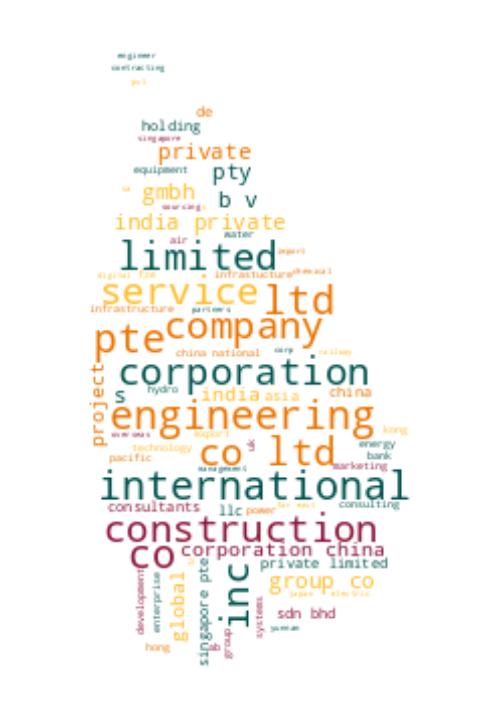 engineer
contracting
pvt
de
holding
singapore
private
equipment
pty
gmbh
sa
b v
sourcing
india private
water
air
limited
import
digital fze
infrastucture
chemical
service
ltd
infrastructure
partners
company
pte
china national
corp
railway
corporation
project
hydro
s
india
asia
china
engineering
overseas
export
kong
technology
co ltd
uk
energy
pacific
bank
management
marketing
international
consultants
llc
power
far east
consulting
construction
co
corporation china
private limited
development
enterprise
global
singapore pte
inc
group co
japan
electric
systems
sdn bhd
group
yunnan
hong
ab